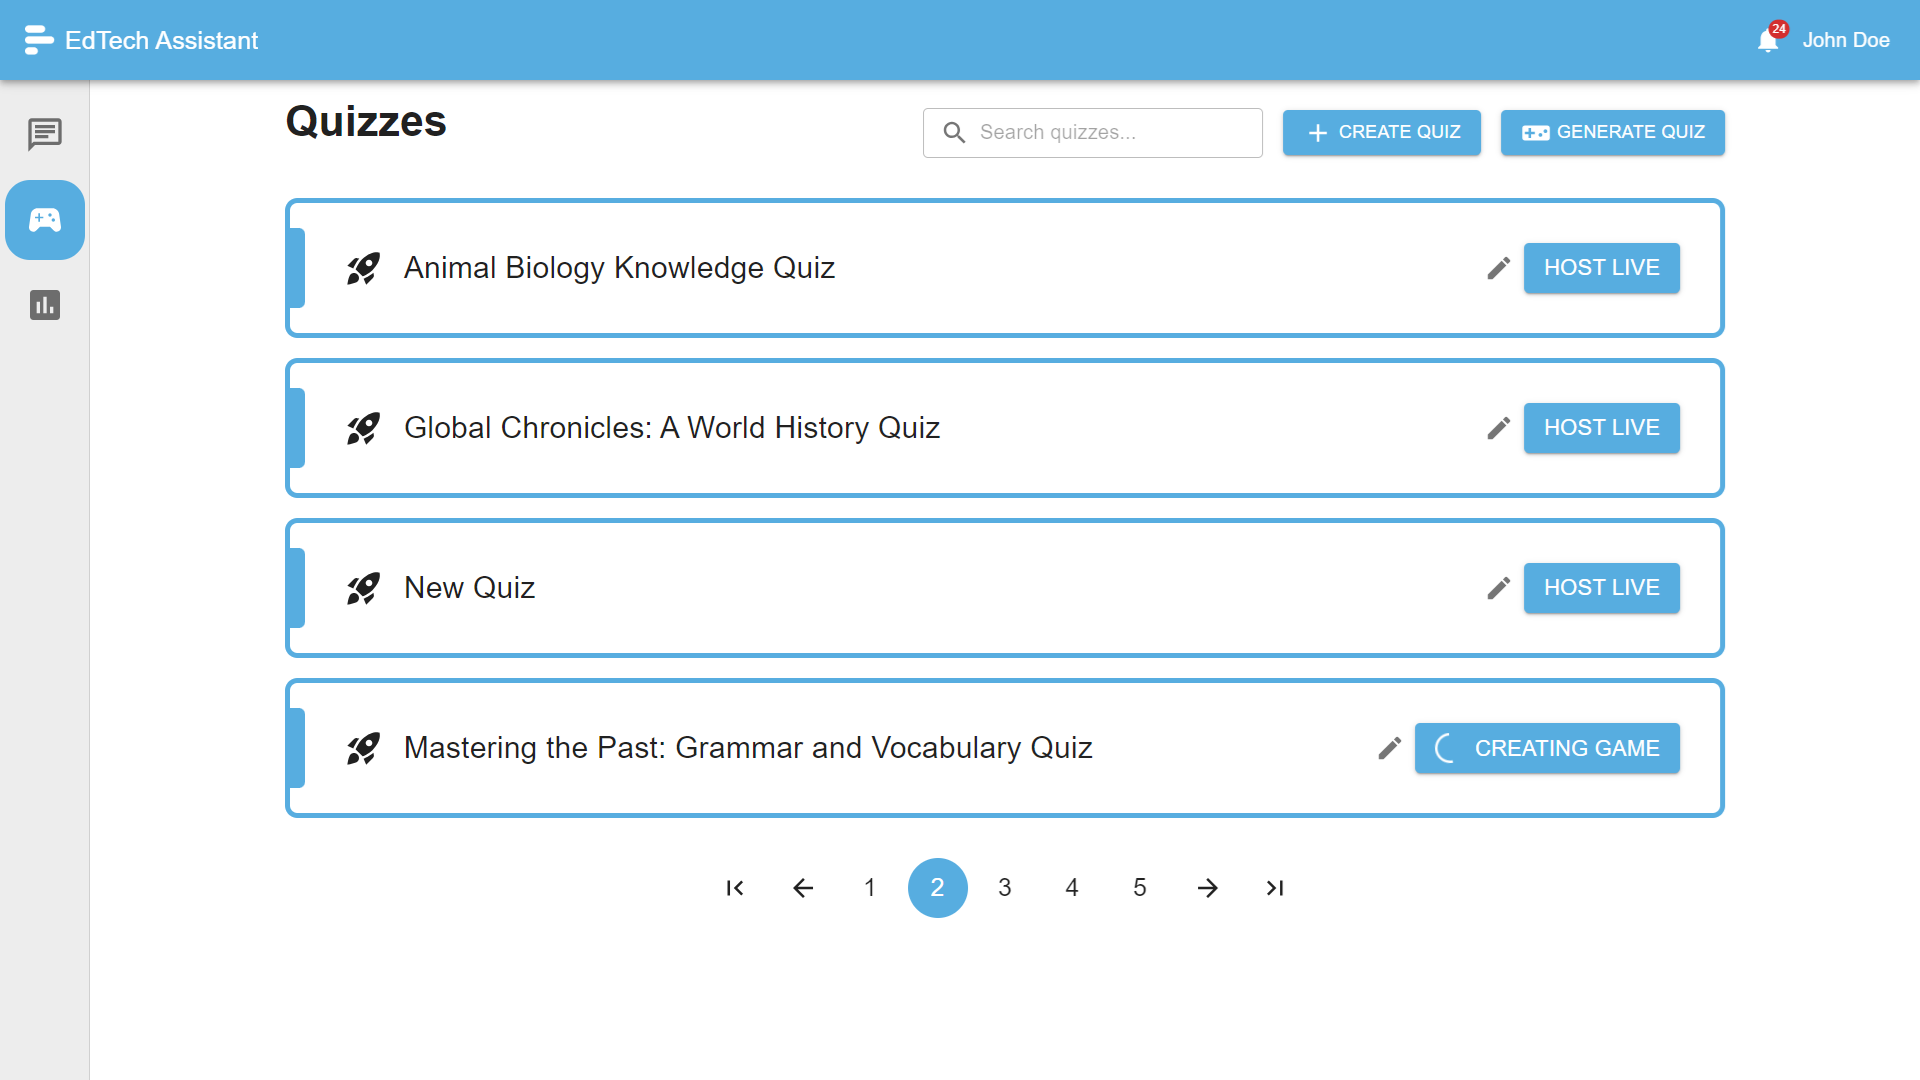 EdTech Assistant
24
John Doe
Quizzes
Search quizzes...
CREATE QUIZ
GENERATE QUIZ
Animal Biology Knowledge Quiz
HOST LIVE
Global Chronicles: A World History Quiz
HOST LIVE
New Quiz
HOST LIVE
Mastering the Past: Grammar and Vocabulary Quiz
CREATING GAME
1 2 3 4 5